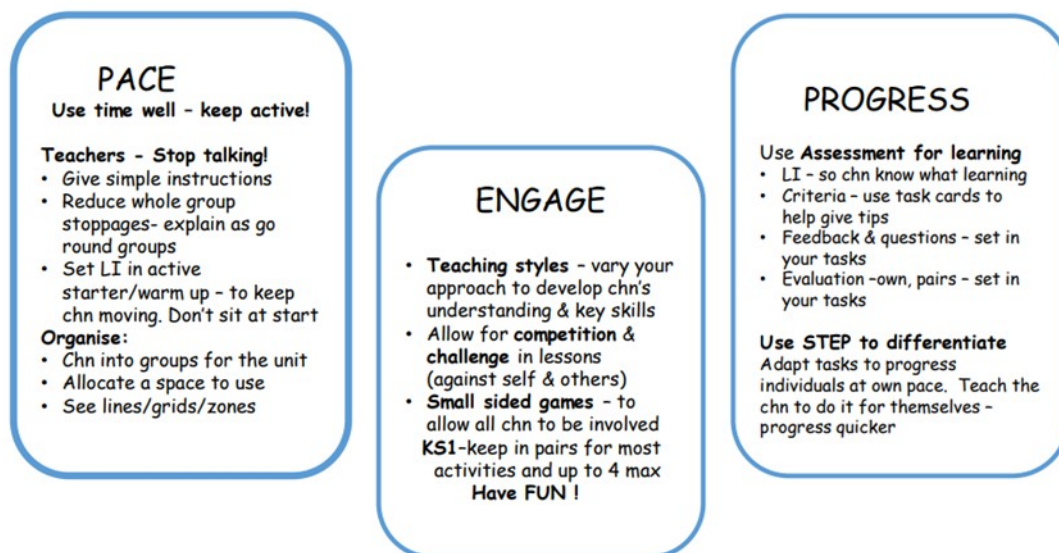 PACE
Use time well – keep active!
Teachers - Stop talking!
• Give simple instructions
• Reduce whole group
stoppages- explain as go
round groups
• Set LI in active
starter/warm up – to keep
chn moving. Don't sit at start
Organise:
• Chn into groups for the unit
• Allocate a space to use
• See lines/grids/zones
ENGAGE
• Teaching styles – vary your
approach to develop chn's
understanding & key skills
• Allow for competition &
challenge in lessons
(against self & others)
• Small sided games – to
allow all chn to be involved
KS1–keep in pairs for most
activities and up to 4 max
Have FUN !
PROGRESS
Use Assessment for learning
• LI – so chn know what learning
• Criteria – use task cards to
help give tips
• Feedback & questions – set in
your tasks
• Evaluation –own, pairs – set in
your tasks
Use STEP to differentiate
Adapt tasks to progress
individuals at own pace. Teach the
chn to do it for themselves –
progress quicker